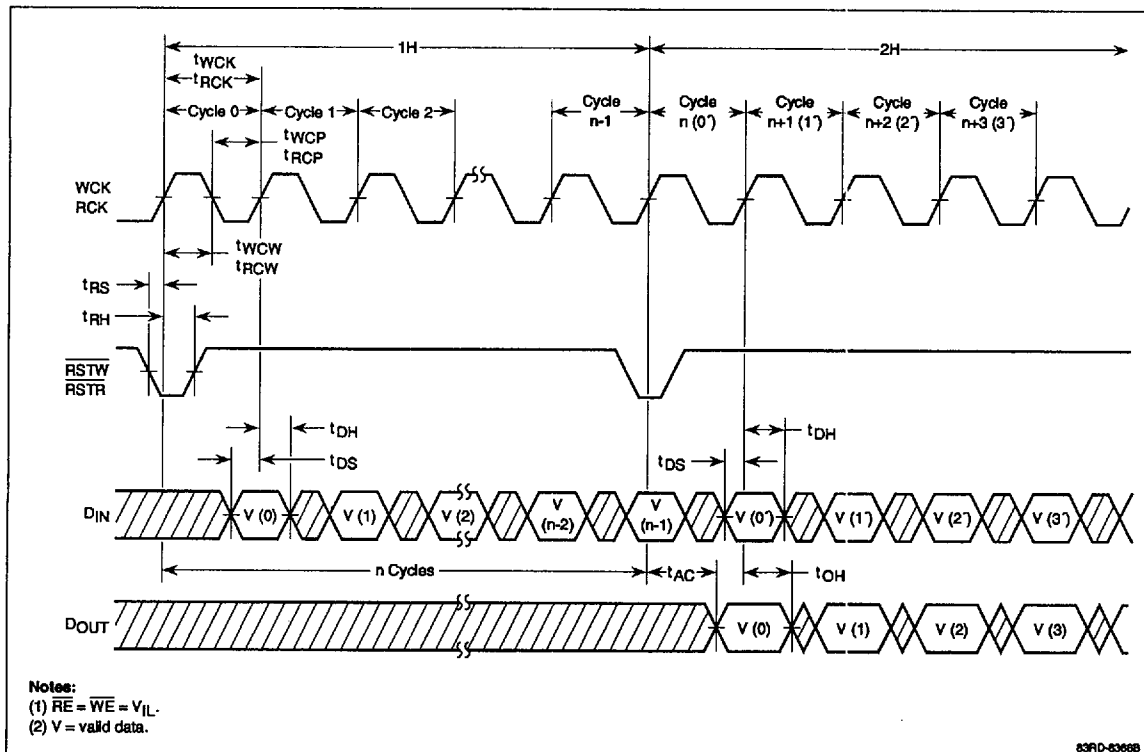 1H
2H
tWCK
tRCK
Cycle 0
Cycle 1
Cycle 2
Cycle
n-1
Cycle
n (0')
Cycle
n+1 (1')
Cycle
n+2 (2')
Cycle
n+3 (3')
tWCP
tRCP
WCK
RCK
tWCW
tRCW
tRS
tRH
RSTW
RSTR
tDH
tDS
tDH
tDS
DIN
V (0)
V (1)
V (2)
V
(n-2)
V
(n-1)
V (0')
V (1')
V (2')
V (3')
n Cycles
tAC
tOH
DOUT
V (0)
V (1)
V (2)
V (3)
Notes:
(1) RE = WE = VIL.
(2) V = valid data.
83RD-8368B